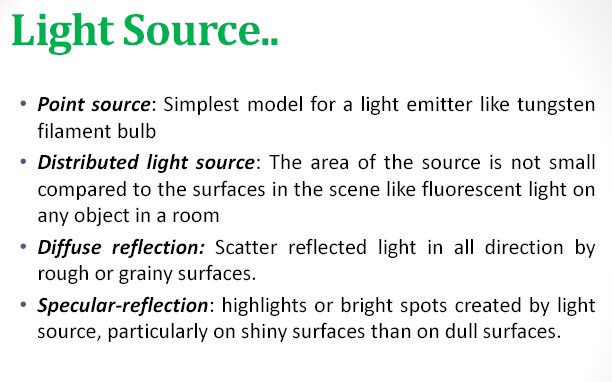 Light Source..
• Point source: Simplest model for a light emitter like tungsten
filament bulb
• Distributed light source: The area of the source is not small
compared to the surfaces in the scene like fluorescent light on
any object in a room
• Diffuse reflection: Scatter reflected light in all direction by
rough or grainy surfaces.
• Specular-reflection: highlights or bright spots created by light
source, particularly on shiny surfaces than on dull surfaces.